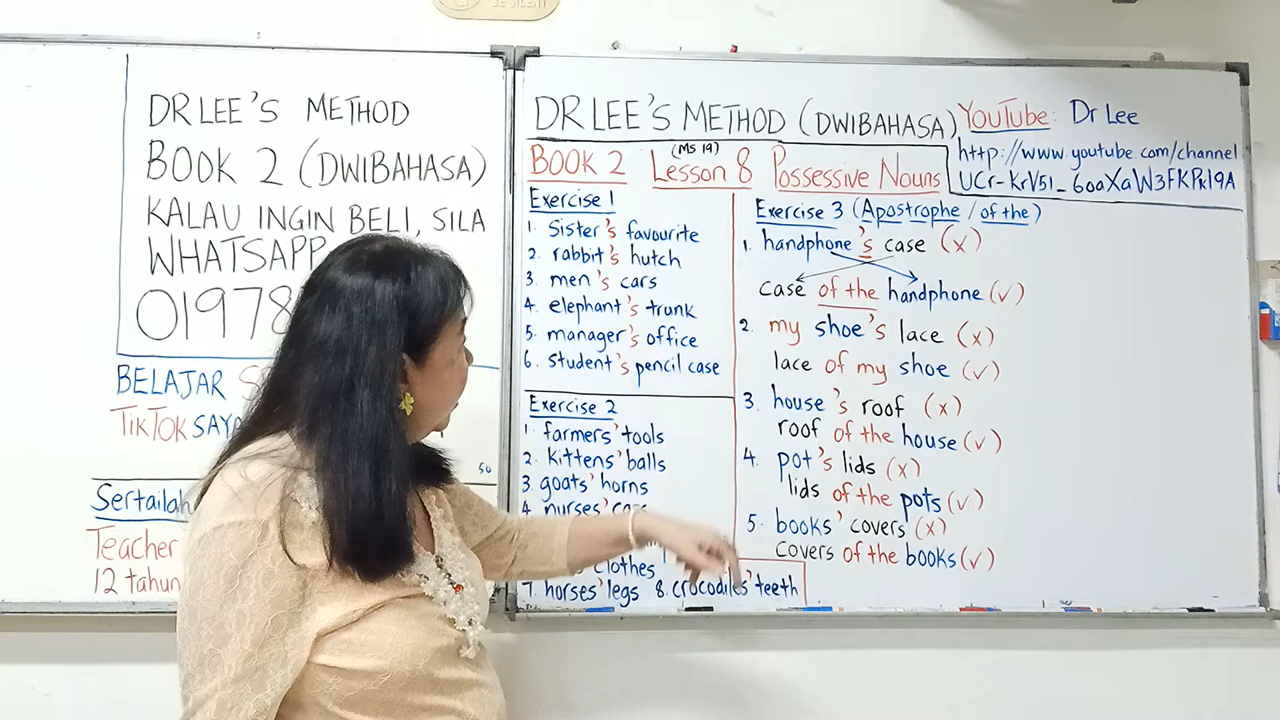 BE SILENT
DR LEE'S METHOD
BOOK 2 (DWIBAHASA)
KALAU INGIN BELI, SILA
WHATSAPP
01978
BELAJAR
TIKTOK SAYA
50
Sertailah
Teacher
12 tahun
DR LEE'S METHOD (DWIBAHASA)
YouTube: Dr Lee
http://www.youtube.com/channel
UCr-KrV51_6oaXaW3FKPkl9A
(MS 19)
BOOK 2 Lesson 8 Possessive Nouns
Exercise 1
1. Sister's favourite
2. rabbit's hutch
3. men's cars
4. elephant's trunk
5. manager's office
6. student's pencil case
Exercise 2
1. farmers' tools
2. kittens' balls
3. goats' horns
4. nurses'
clothes
7. horses' legs 8. crocodiles' teeth
Exercise 3 (Apostrophe / of the)
1. handphone's case (x)
case of the handphone (✓)
2. my shoe's lace (x)
lace of my shoe (✓)
3. house's roof (x)
roof of the house (✓)
4. pot's lids (x)
lids of the pots (✓)
5. books' covers (x)
covers of the books (✓)